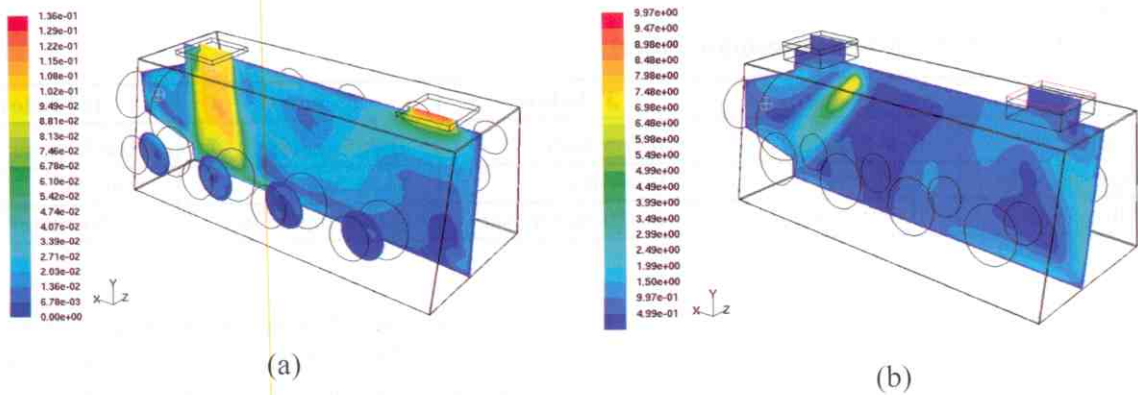 1.36e-01
1.29e-01
1.22e-01
1.15e-01
1.08e-01
1.02e-01
9.49e-02
8.81e-02
8.13e-02
7.46e-02
6.78e-02
6.10e-02
5.42e-02
4.74e-02
4.07e-02
3.39e-02
2.71e-02
2.03e-02
1.36e-02
6.78e-03
0.00e+00
Y
X Z
(a)
9.97e+00
9.47e+00
8.98e+00
8.48e+00
7.98e+00
7.48e+00
6.98e+00
6.48e+00
5.98e+00
5.49e+00
4.99e+00
4.49e+00
3.99e+00
3.49e+00
2.99e+00
2.49e+00
1.99e+00
1.50e+00
9.97e-01
4.99e-01
Y
X Z
(b)